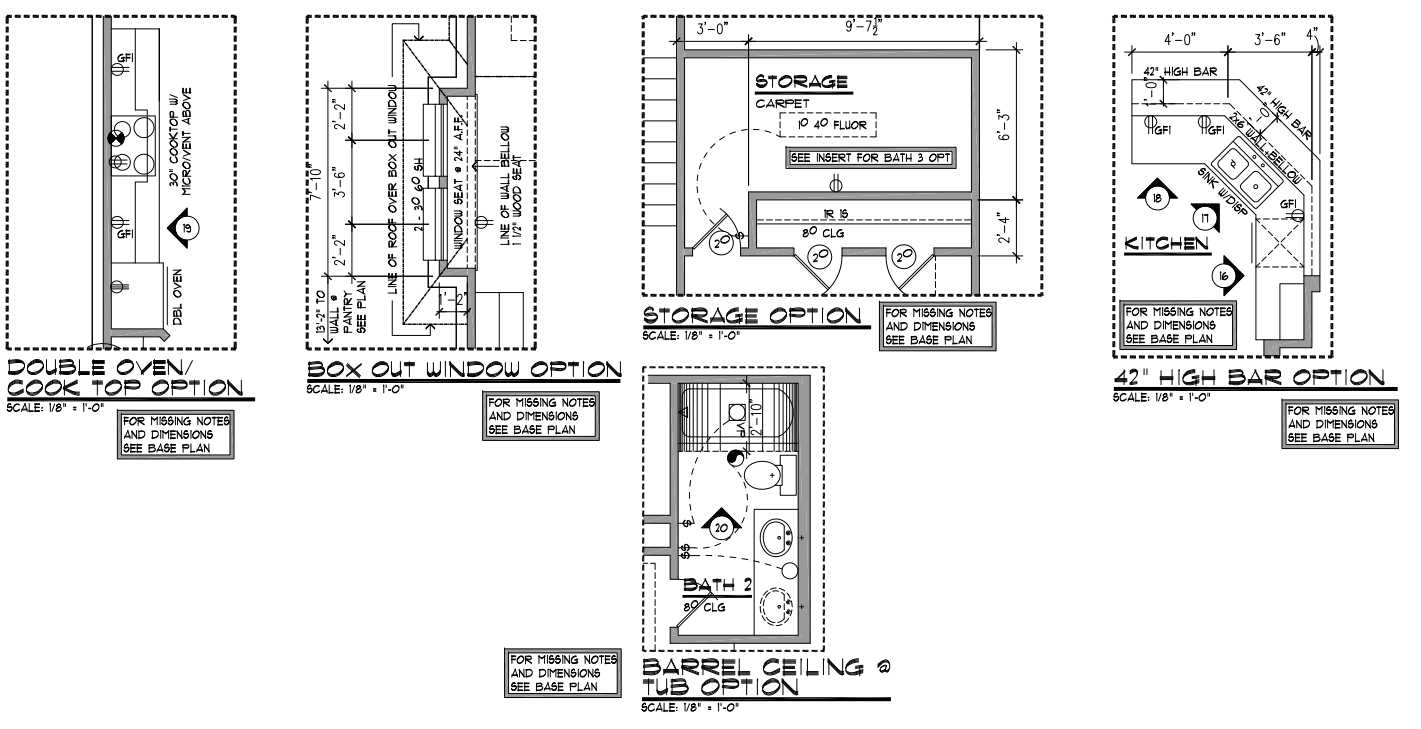 GFI
GFI
30" COOKTOP W/
MICRO/VENT ABOVE
DBL OVEN
DOUBLE OVEN/
COOK TOP OPTION
SCALE: 1/8" = 1'-0"
FOR MISSING NOTES
AND DIMENSIONS
SEE BASE PLAN
7'-10"
2'-2"
3'-6"
2'-2"
13'-2" TO
WALL @
PANTRY
SEE PLAN
LINE OF ROOF OVER BOX OUT WINDOW
2 - 30 60 SH
WINDOW SEAT @ 24" A.F.F.
LINE OF WALL BELLOW
1 1/2" WOOD SEAT
1'-2"
BOX OUT WINDOW OPTION
SCALE: 1/8" = 1'-0"
FOR MISSING NOTES
AND DIMENSIONS
SEE BASE PLAN
3'-0"
9'-7½"
6'-3"
2'-4"
STORAGE
CARPET
10 40 FLUOR
SEE INSERT FOR BATH 3 OPT
1R 1S
80 CLG
S
20
20
20
STORAGE OPTION
SCALE: 1/8" = 1'-0"
FOR MISSING NOTES
AND DIMENSIONS
SEE BASE PLAN
4'-0"
3'-6"
4"
42" HIGH BAR
1'-0"
42" HIGH BAR
2x6 WALL BELLOW
GFI
GFI
SINK W/DISP
GFI
18
17
16
KITCHEN
FOR MISSING NOTES
AND DIMENSIONS
SEE BASE PLAN
42" HIGH BAR OPTION
SCALE: 1/8" = 1'-0"
FOR MISSING NOTES
AND DIMENSIONS
SEE BASE PLAN
2'-10"
VP
S
20
SS
BATH 2
80 CLG
FOR MISSING NOTES
AND DIMENSIONS
SEE BASE PLAN
BARREL CEILING @
TUB OPTION
SCALE: 1/8" = 1'-0"